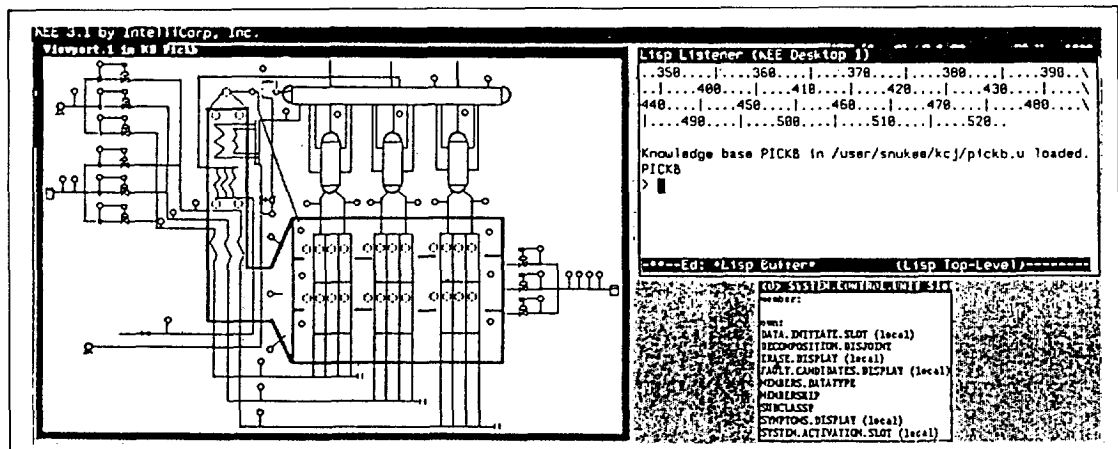 KEE 3.1 by IntelliCorp, Inc.
Viewport.1 in KB Pickb
Lisp Listener (KEE Desktop 1)
..350....|....360....|....370....|....380....|....390..\
..|....400....|....410....|....420....|....430....|....\
440....|....450....|....460....|....470....|....480....\
|....490....|....500....|....510....|....520..
Knowledge base PICKB in /user/snukee/kcj/pickb.u loaded.
PICKB
>
Ed: *Lisp Buffer* (Lisp Top-Level)
SYSTEM.CONTROL.UNIT
member:
own:
DATA.INITIATE.SLOT (local)
DECOMPOSITION.DISJOINT
ERASE.DISPLAY (local)
FAULT.CANDIDATES.DISPLAY (local)
MEMBERS.DATATYPE
MEMBERSHIP
SUBCLASSP
SYMPTOMS.DISPLAY (local)
SYSTEM.ACTIVATION.SLOT (local)